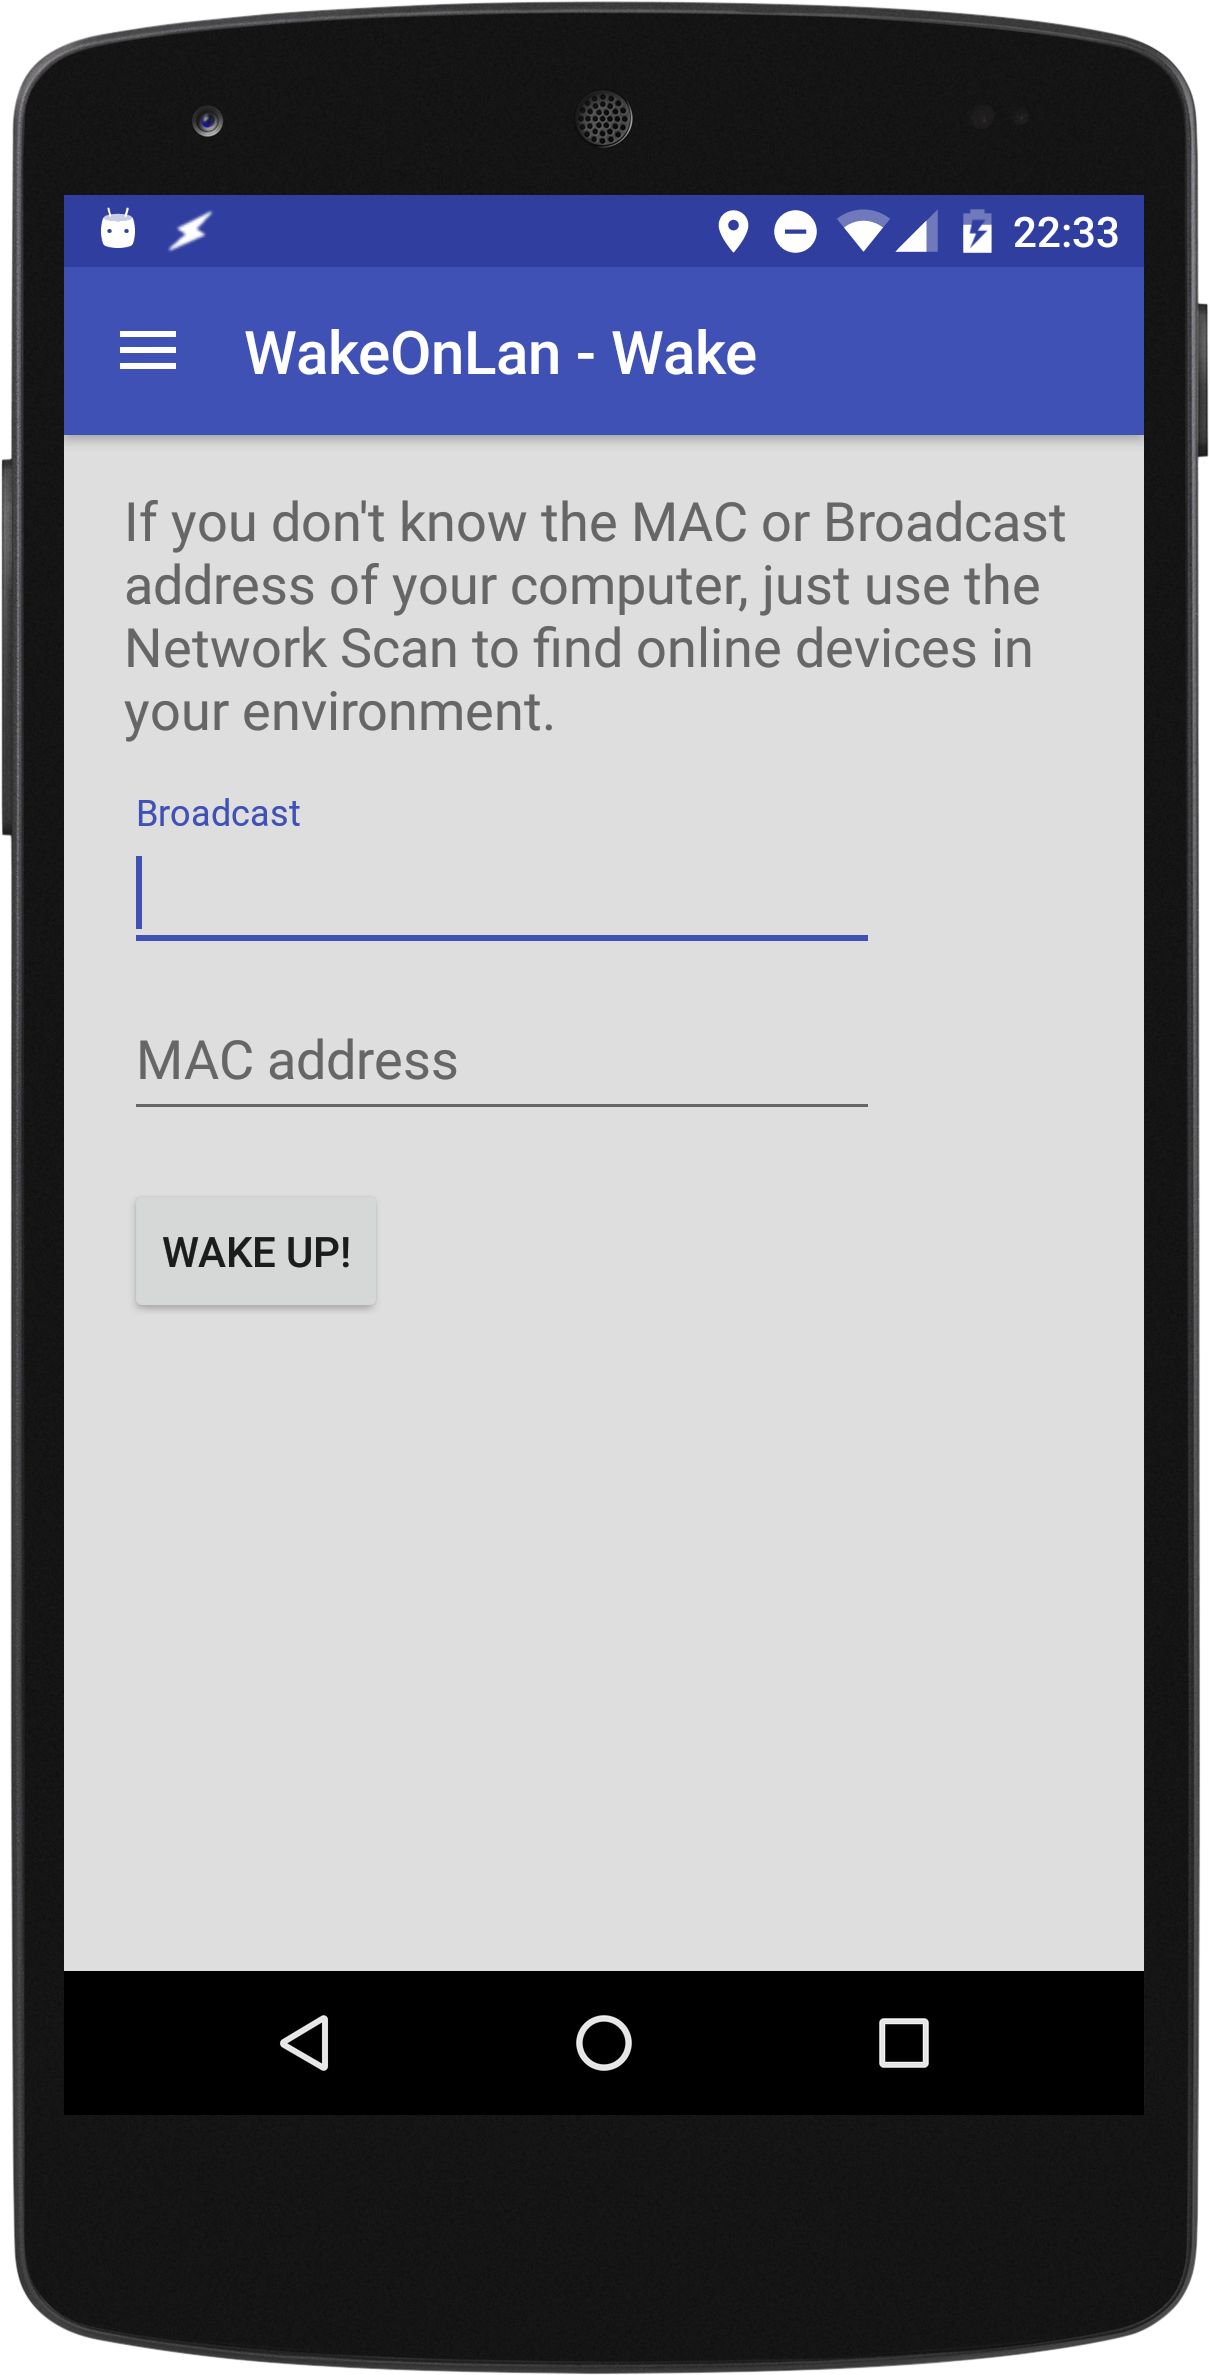 22:33
WakeOnLan - Wake
If you don't know the MAC or Broadcast
address of your computer, just use the
Network Scan to find online devices in
your environment.
Broadcast
MAC address
WAKE UP!